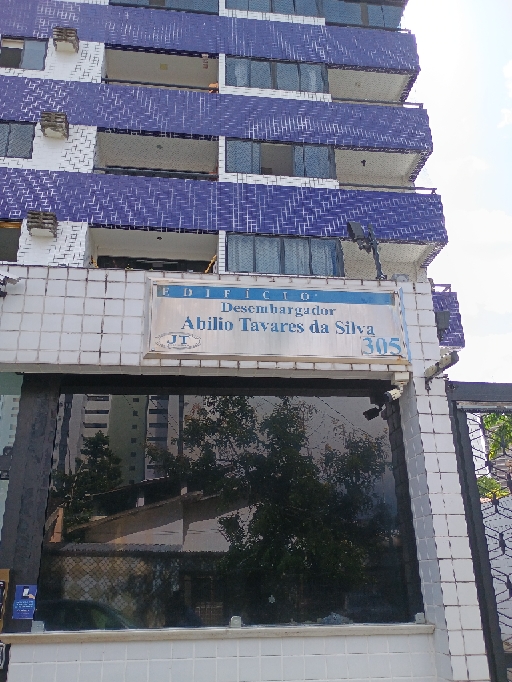 EDIFÍCIO
Desembargador
Abilio Tavares da Silva
JT
305